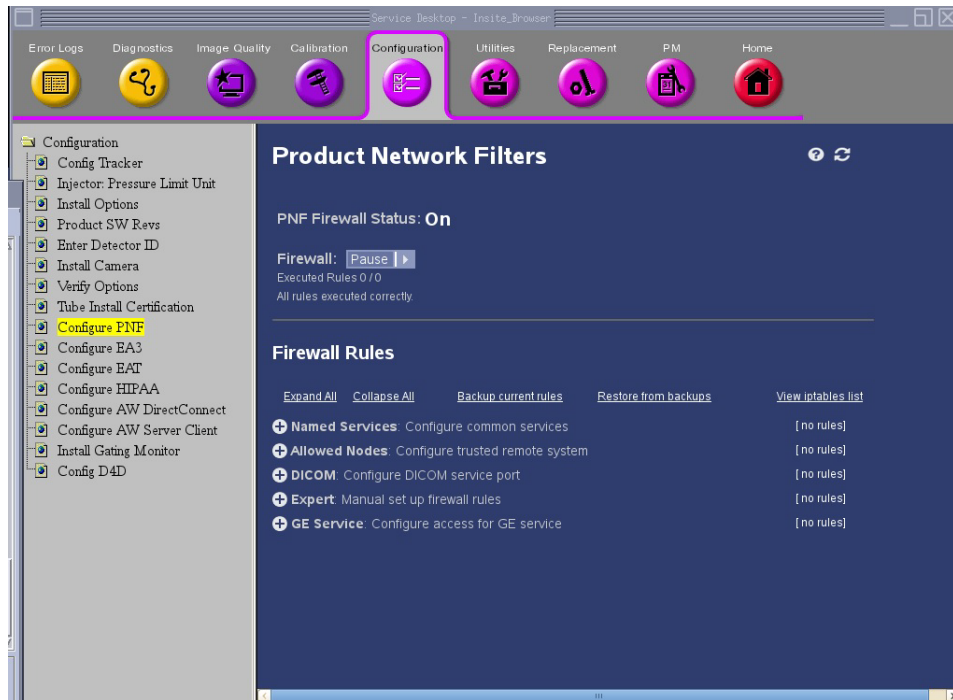 Service Desktop - Insite_Browser
Error Logs Diagnostics Image Quality Calibration Configuration Utilities Replacement PM Home
Configuration
Config Tracker
Injector: Pressure Limit Unit
Install Options
Product SW Revs
Enter Detector ID
Install Camera
Verify Options
Tube Install Certification
Configure PNF
Configure EA3
Configure EAT
Configure HIPAA
Configure AW DirectConnect
Configure AW Server Client
Install Gating Monitor
Config D4D
Product Network Filters
PNF Firewall Status: On
Firewall: Pause
Executed Rules 0 / 0
All rules executed correctly.
Firewall Rules
Expand All Collapse All Backup current rules Restore from backups View iptables list
Named Services: Configure common services [ no rules]
Allowed Nodes: Configure trusted remote system [ no rules]
DICOM: Configure DICOM service port [ no rules]
Expert: Manual set up firewall rules [ no rules]
GE Service: Configure access for GE service [ no rules]